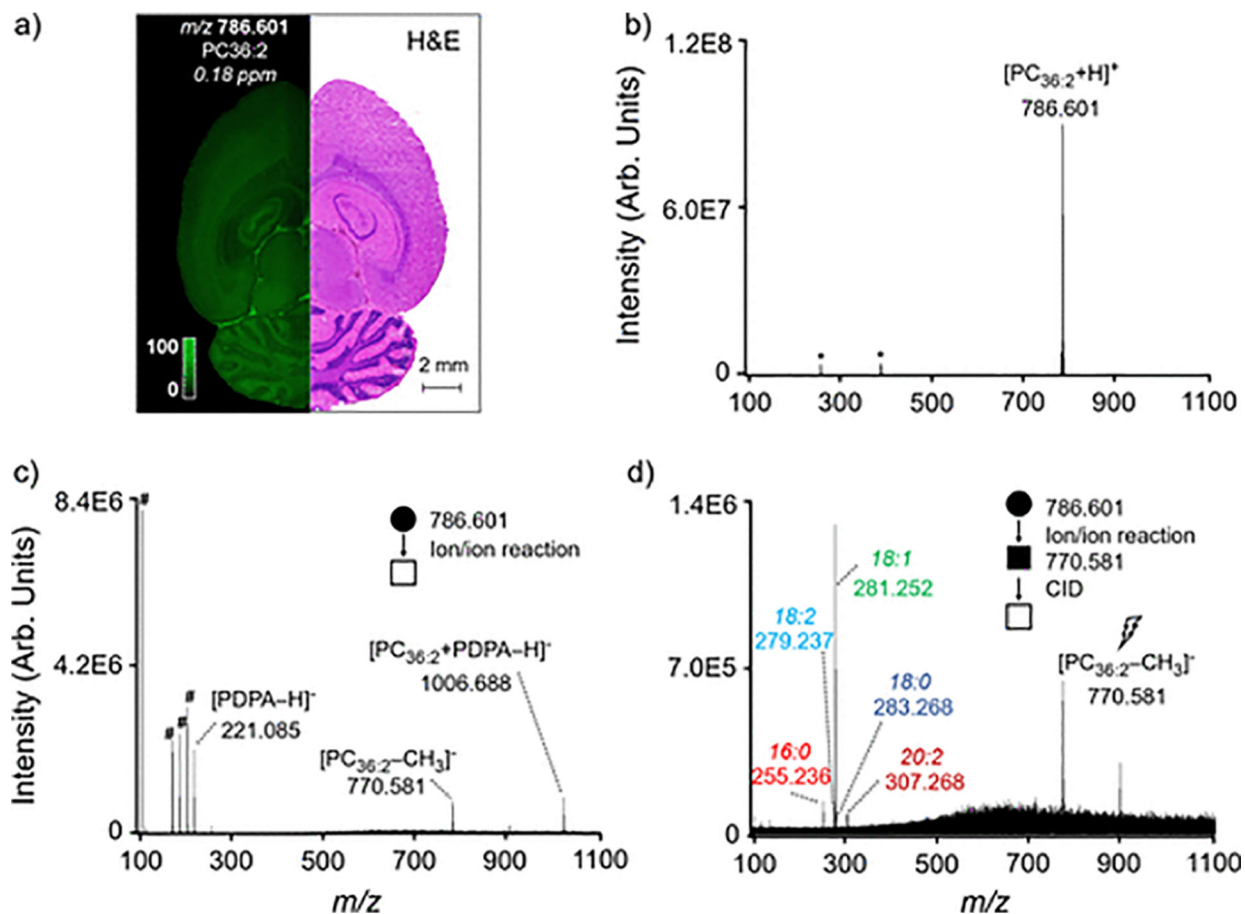 a)
m/z 786.601
PC36:2
0.18 ppm
H&E
100
0
2 mm
b)
Intensity (Arb. Units)
1.2E8
6.0E7
0
[PC36:2+H]+
786.601
100 300 500 700 900 1100
c)
Intensity (Arb. Units)
8.4E6
4.2E6
0
#
# # #
[PDPA–H]-
221.085
786.601
Ion/ion reaction
[PC36:2+PDPA–H]-
1006.688
[PC36:2–CH3]-
770.581
100 300 500 700 900 1100
m/z
d)
1.4E6
7.0E5
0
786.601
Ion/ion reaction
770.581
CID
18:1
281.252
18:2
279.237
18:0
283.268
16:0
255.236
20:2
307.268
[PC36:2–CH3]-
770.581
100 300 500 700 900 1100
m/z